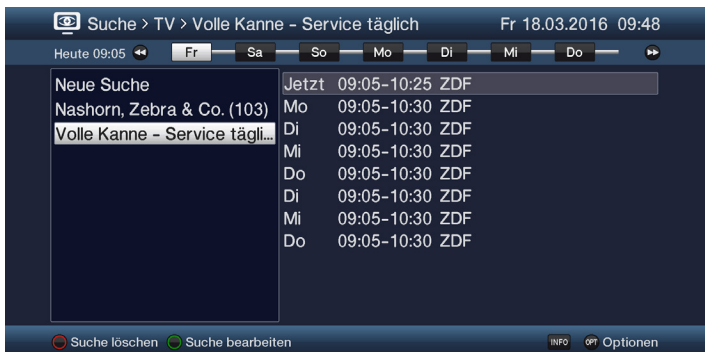 Suche > TV > Volle Kanne - Service täglich Fr 18.03.2016 09:48
Heute 09:05 Fr Sa So Mo Di Mi Do
Neue Suche
Nashorn, Zebra & Co. (103)
Volle Kanne - Service tägli...
Jetzt 09:05-10:25 ZDF
Mo 09:05-10:30 ZDF
Di 09:05-10:30 ZDF
Mi 09:05-10:30 ZDF
Do 09:05-10:30 ZDF
Di 09:05-10:30 ZDF
Mi 09:05-10:30 ZDF
Do 09:05-10:30 ZDF
Suche löschen Suche bearbeiten INFO OPT Optionen